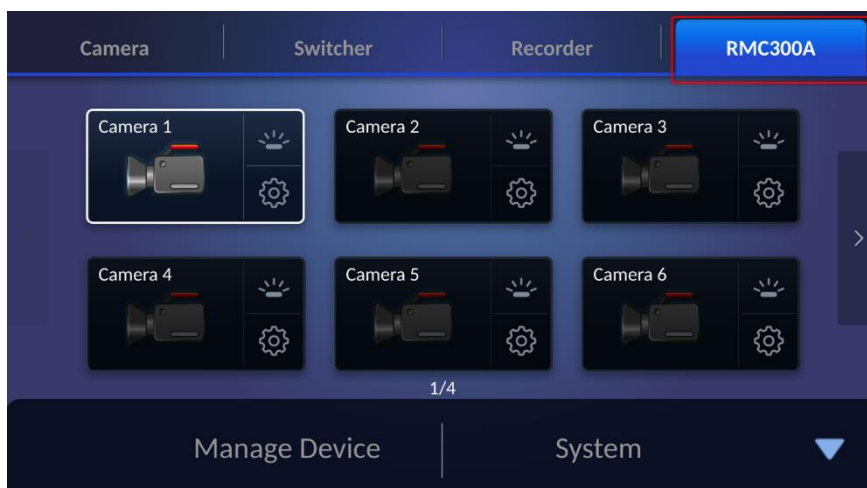 Camera Switcher Recorder RMC300A
Camera 1 Camera 2 Camera 3
Camera 4 Camera 5 Camera 6
1/4
Manage Device System